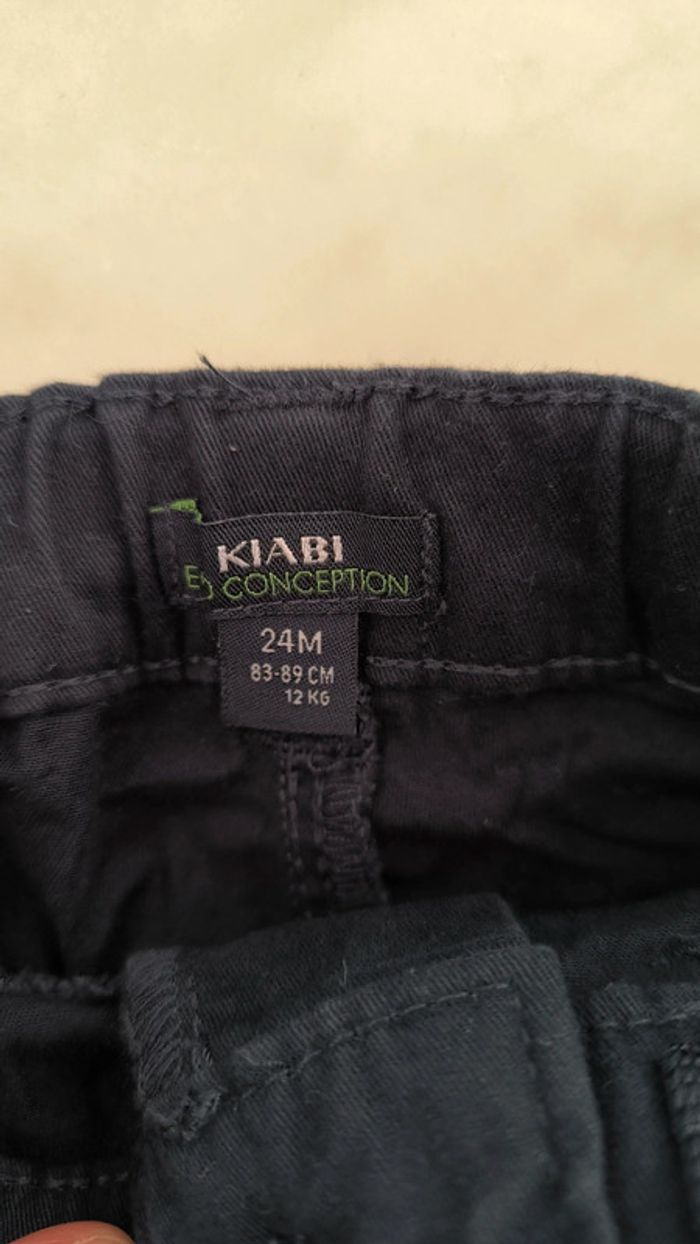 KIABI
CONCEPTION
24M
83-89 CM
12 KG